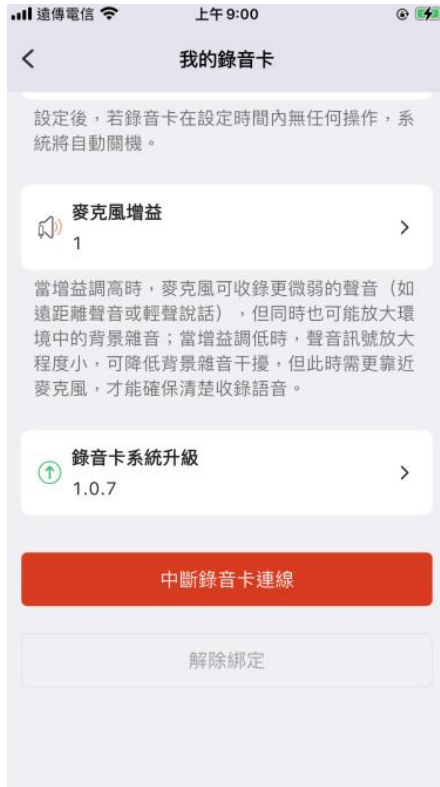 遠傳電信 上午9:00
我的錄音卡
設定後，若錄音卡在設定時間內無任何操作，系
統將自動關機。
麥克風增益
1
當增益調高時，麥克風可收錄更微弱的聲音（如
遠距離聲音或輕聲說話），但同時也可能放大環
境中的背景雜音；當增益調低時，聲音訊號放大
程度小，可降低背景雜音干擾，但此時需更靠近
麥克風，才能確保清楚收錄語音。
錄音卡系統升級
1.0.7
中斷錄音卡連線
解除綁定